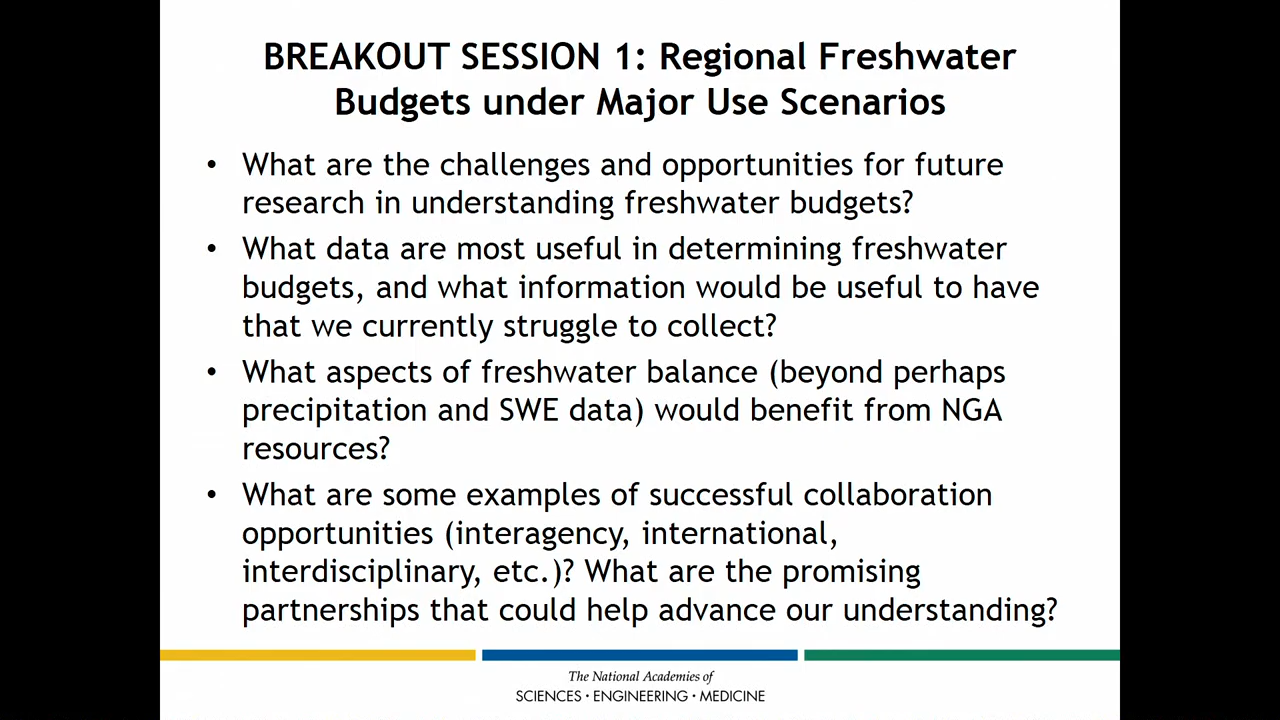 BREAKOUT SESSION 1: Regional Freshwater
Budgets under Major Use Scenarios
• What are the challenges and opportunities for future
research in understanding freshwater budgets?
• What data are most useful in determining freshwater
budgets, and what information would be useful to have
that we currently struggle to collect?
• What aspects of freshwater balance (beyond perhaps
precipitation and SWE data) would benefit from NGA
resources?
• What are some examples of successful collaboration
opportunities (interagency, international,
interdisciplinary, etc.)? What are the promising
partnerships that could help advance our understanding?
The National Academies of
SCIENCES · ENGINEERING · MEDICINE